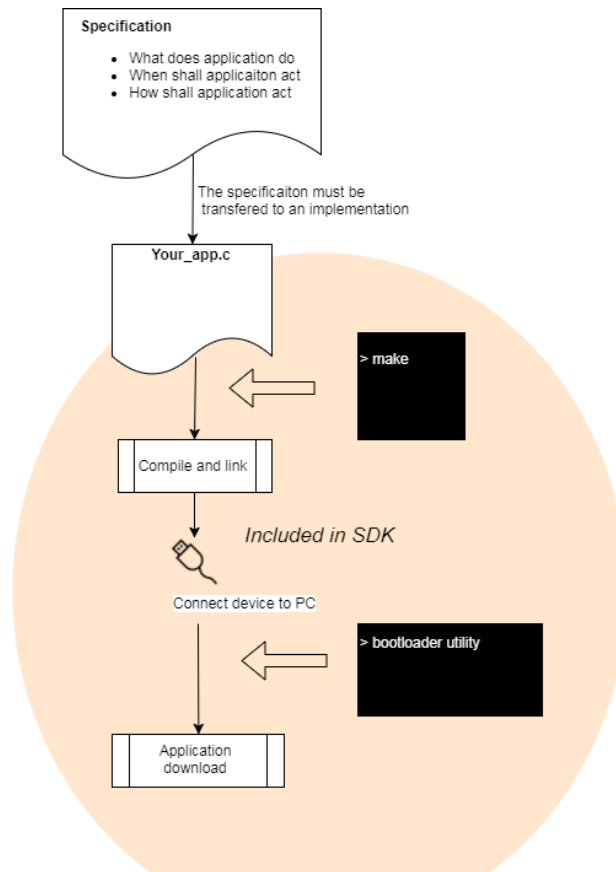 Specification
What does application do
When shall applicaiton act
How shall application act
The specificaiton must be
transfered to an implementation
Your_app.c
> make
Compile and link
Included in SDK
Connect device to PC
> bootloader utility
Application
download